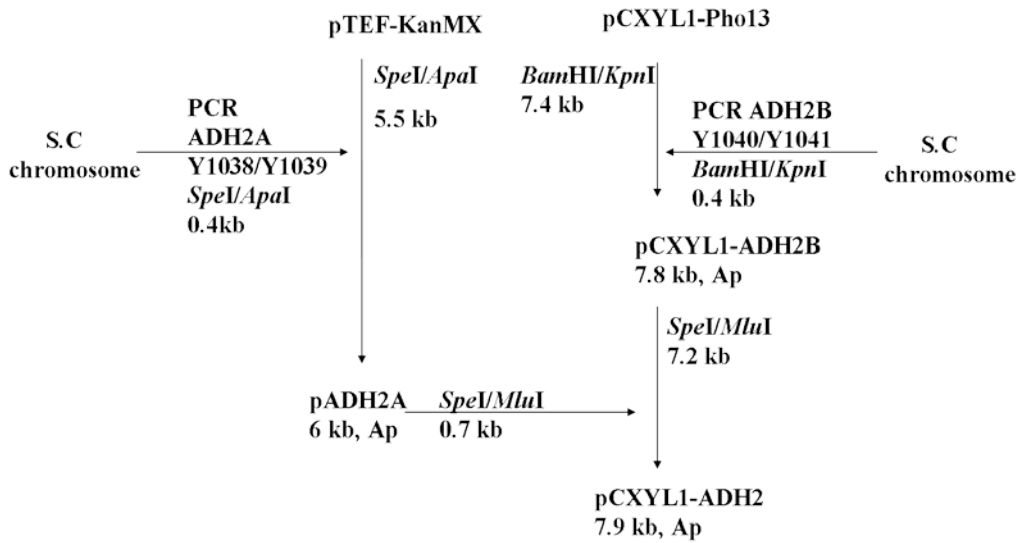 pTEF-KanMX
pCXYL1-Pho13
SpeI/ApaI
5.5 kb
BamHI/KpnI
7.4 kb
S.C
chromosome
PCR
ADH2A
Y1038/Y1039
SpeI/ApaI
0.4kb
PCR ADH2B
Y1040/Y1041
BamHI/KpnI
0.4 kb
S.C
chromosome
pCXYL1-ADH2B
7.8 kb, Ap
SpeI/MluI
7.2 kb
pADH2A
6 kb, Ap
SpeI/MluI
0.7 kb
pCXYL1-ADH2
7.9 kb, Ap